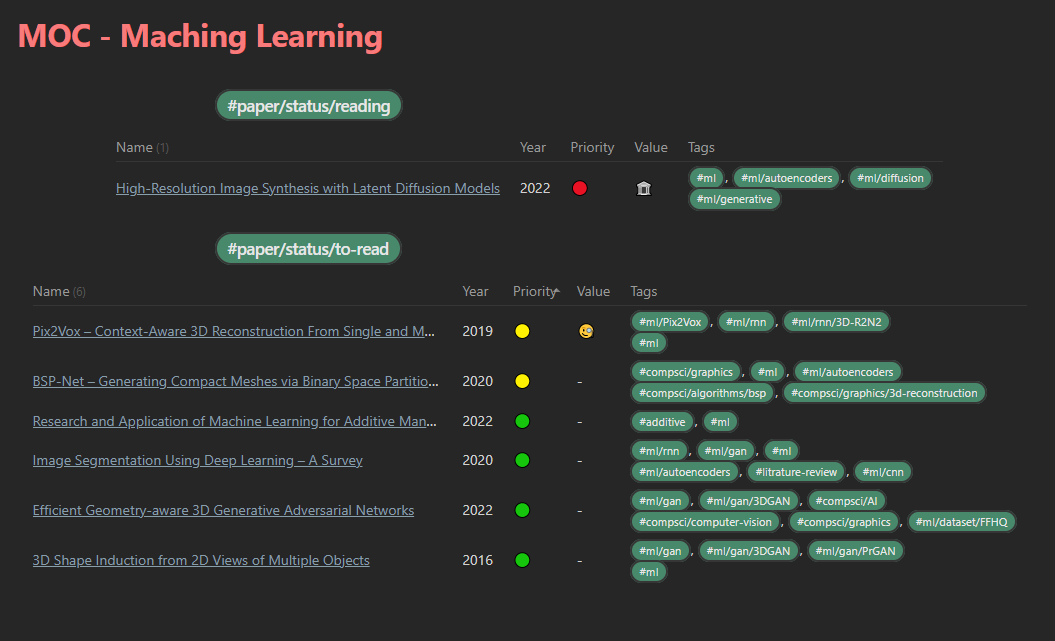 MOC - Maching Learning
#paper/status/reading
Name (1) Year Priority Value Tags
High-Resolution Image Synthesis with Latent Diffusion Models 2022 #ml , #ml/autoencoders , #ml/diffusion
#ml/generative
#paper/status/to-read
Name (6) Year Priority Value Tags
Pix2Vox – Context-Aware 3D Reconstruction From Single and M... 2019 #ml/Pix2Vox , #ml/rnn , #ml/rnn/3D-R2N2
#ml
BSP-Net – Generating Compact Meshes via Binary Space Partitio... 2020 - #compsci/graphics , #ml , #ml/autoencoders
#compsci/algorithms/bsp , #compsci/graphics/3d-reconstruction
Research and Application of Machine Learning for Additive Man... 2022 - #additive , #ml
Image Segmentation Using Deep Learning – A Survey 2020 - #ml/rnn , #ml/gan , #ml
#ml/autoencoders , #litrature-review , #ml/cnn
Efficient Geometry-aware 3D Generative Adversarial Networks 2022 - #ml/gan , #ml/gan/3DGAN , #compsci/AI
#compsci/computer-vision , #compsci/graphics , #ml/dataset/FFHQ
3D Shape Induction from 2D Views of Multiple Objects 2016 - #ml/gan , #ml/gan/3DGAN , #ml/gan/PrGAN
#ml